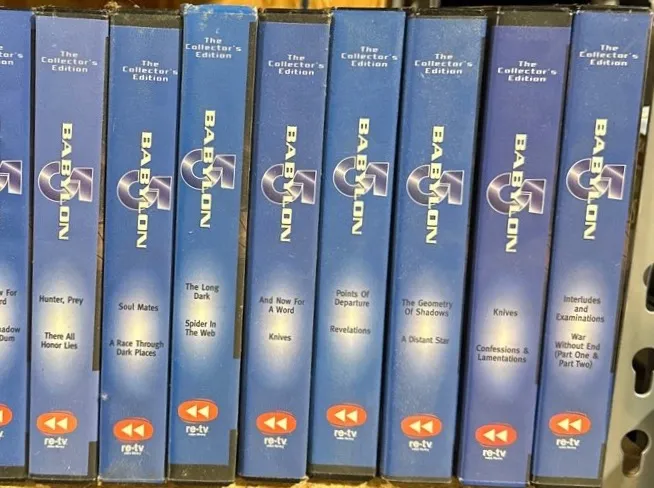 The
Collector's
Edition
BABYLON
5
Hunter, Prey
There All
Honor Lies
re-tv
The
Collector's
Edition
BABYLON
5
Soul Mates
A Race Through
Dark Places
re-tv
The
Collector's
Edition
BABYLON
5
The Long
Dark
Spider In
The Web
re-tv
The
Collector's
Edition
BABYLON
5
And Now For
A Word
Knives
re-tv
The
Collector's
Edition
BABYLON
5
Points Of
Departure
Revelations
re-tv
The
Collector's
Edition
BABYLON
5
The Geometry
Of Shadows
A Distant Star
re-tv
The
Collector's
Edition
BABYLON
5
Knives
Confessions &
Lamentations
re-tv
The
Collector's
Edition
BABYLON
5
Interludes
and
Examinations
War
Without End
(Part One &
Part Two)
re-tv